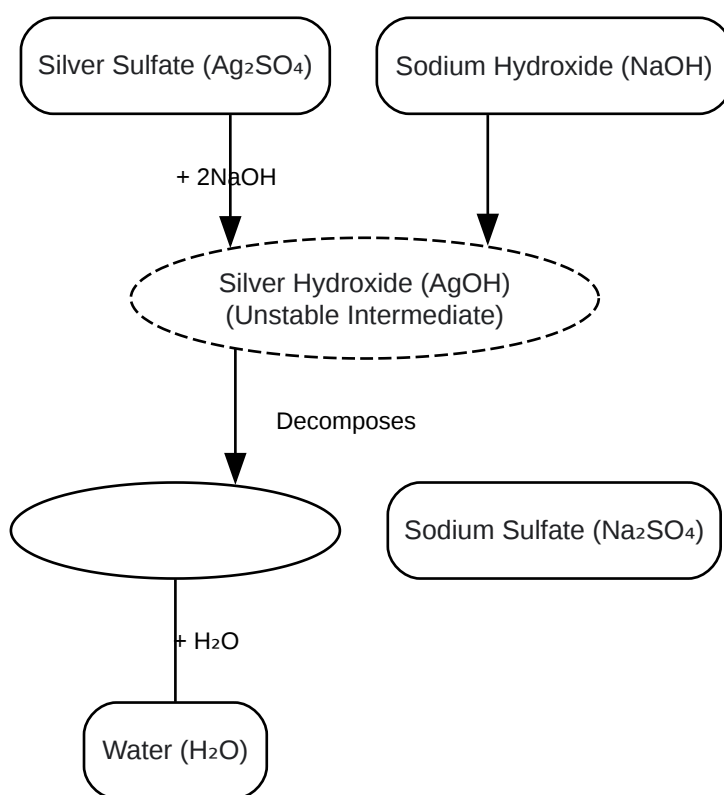 Silver Sulfate (Ag₂SO₄)
Sodium Hydroxide (NaOH)
+ 2NaOH
Silver Hydroxide (AgOH)
(Unstable Intermediate)
Decomposes
Sodium Sulfate (Na₂SO₄)
+ H₂O
Water (H₂O)